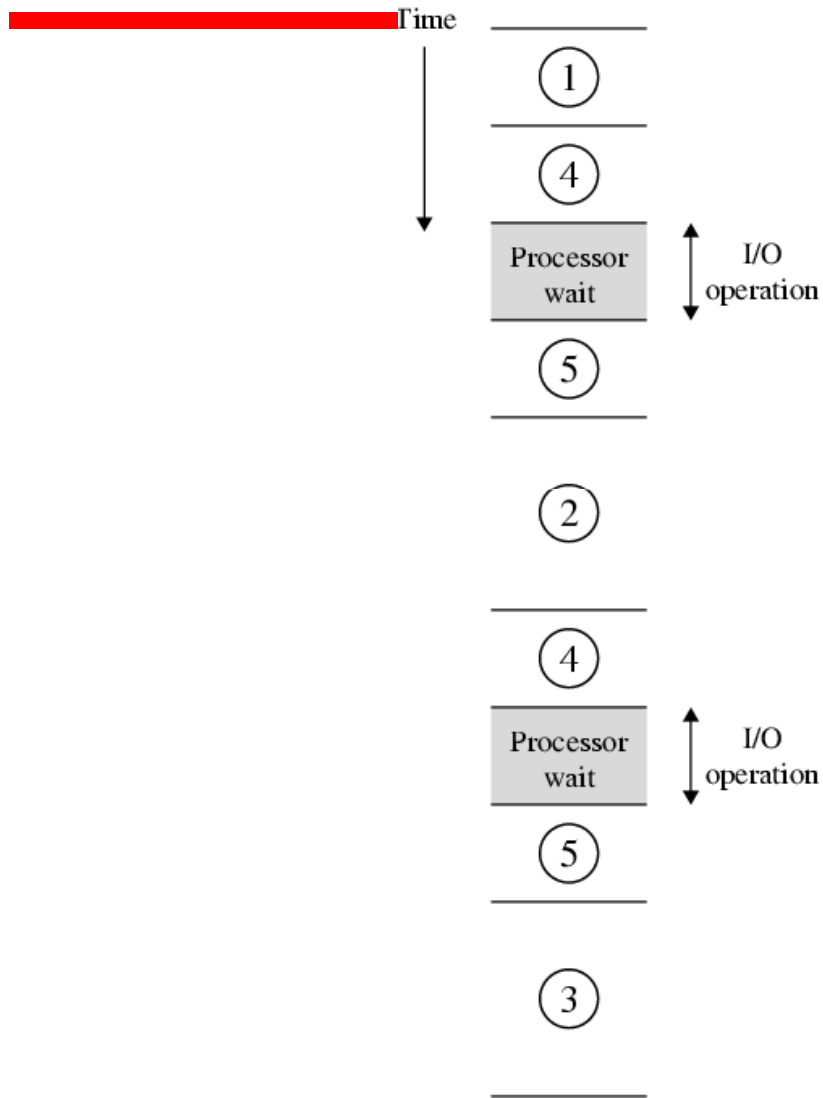 Time
1
4
Processor
wait
I/O
operation
5
2
4
Processor
wait
I/O
operation
5
3